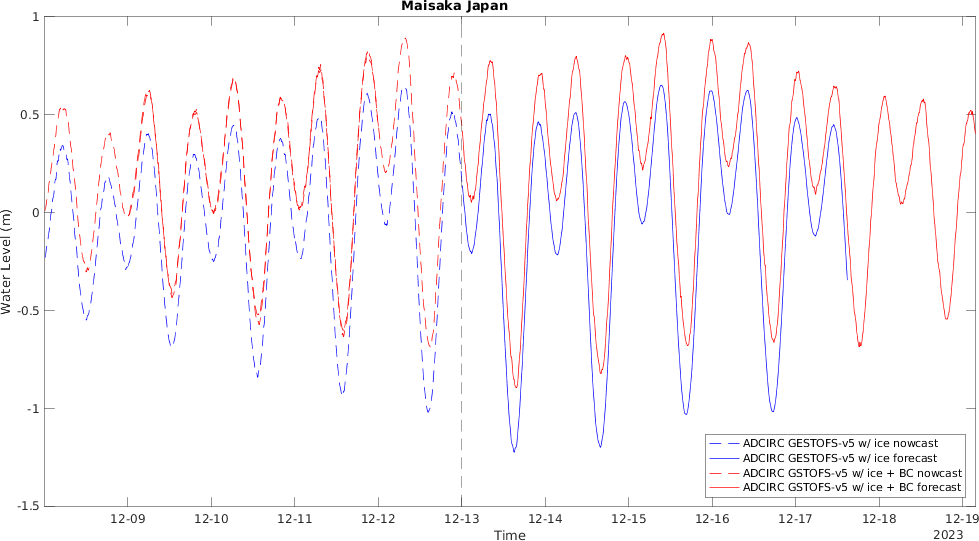 Maisaka Japan
1
0.5
0
-0.5
-1
-1.5
Water Level (m)
ADCIRC GESTOFS-v5 w/ ice nowcast
ADCIRC GESTOFS-v5 w/ ice forecast
ADCIRC GSTOFS-v5 w/ ice + BC nowcast
ADCIRC GSTOFS-v5 w/ ice + BC forecast
12-09 12-10 12-11 12-12 12-13 12-14 12-15 12-16 12-17 12-18 12-19
Time 2023